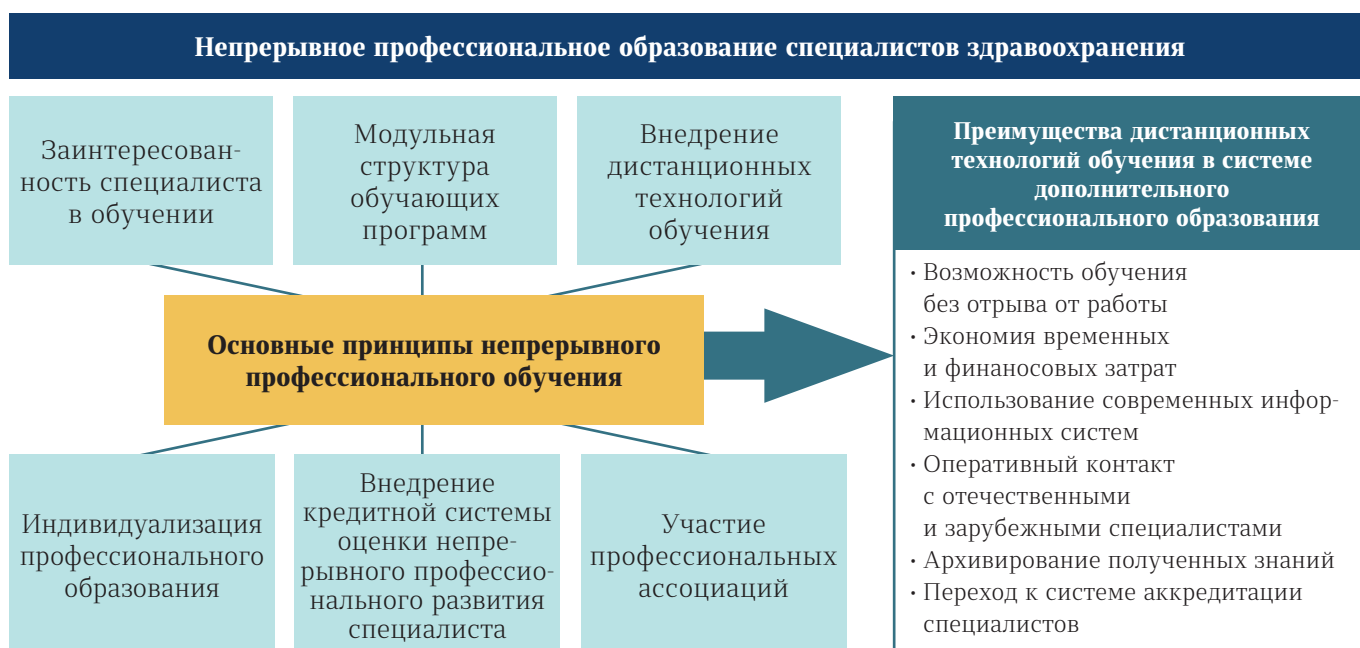 Непрерывное профессиональное образование специалистов здравоохранения
Заинтересован-
ность специалиста
в обучении
Модульная
структура
обучающих
программ
Внедрение
дистанционных
технологий
обучения
Основные принципы непрерывного
профессионального обучения
Индивидуализация
профессионального
образования
Внедрение
кредитной системы
оценки непре-
рывного профессио-
нального развития
специалиста
Участие
профессиональных
ассоциаций
Преимущества дистанционных
технологий обучения в системе
дополнительного
профессионального образования
· Возможность обучения
без отрыва от работы
· Экономия временных
и финаносовых затрат
· Использование современных инфор-
мационных систем
· Оперативный контакт
с отечественными
и зарубежными специалистами
· Архивирование полученных знаний
· Переход к системе аккредитации
специалистов